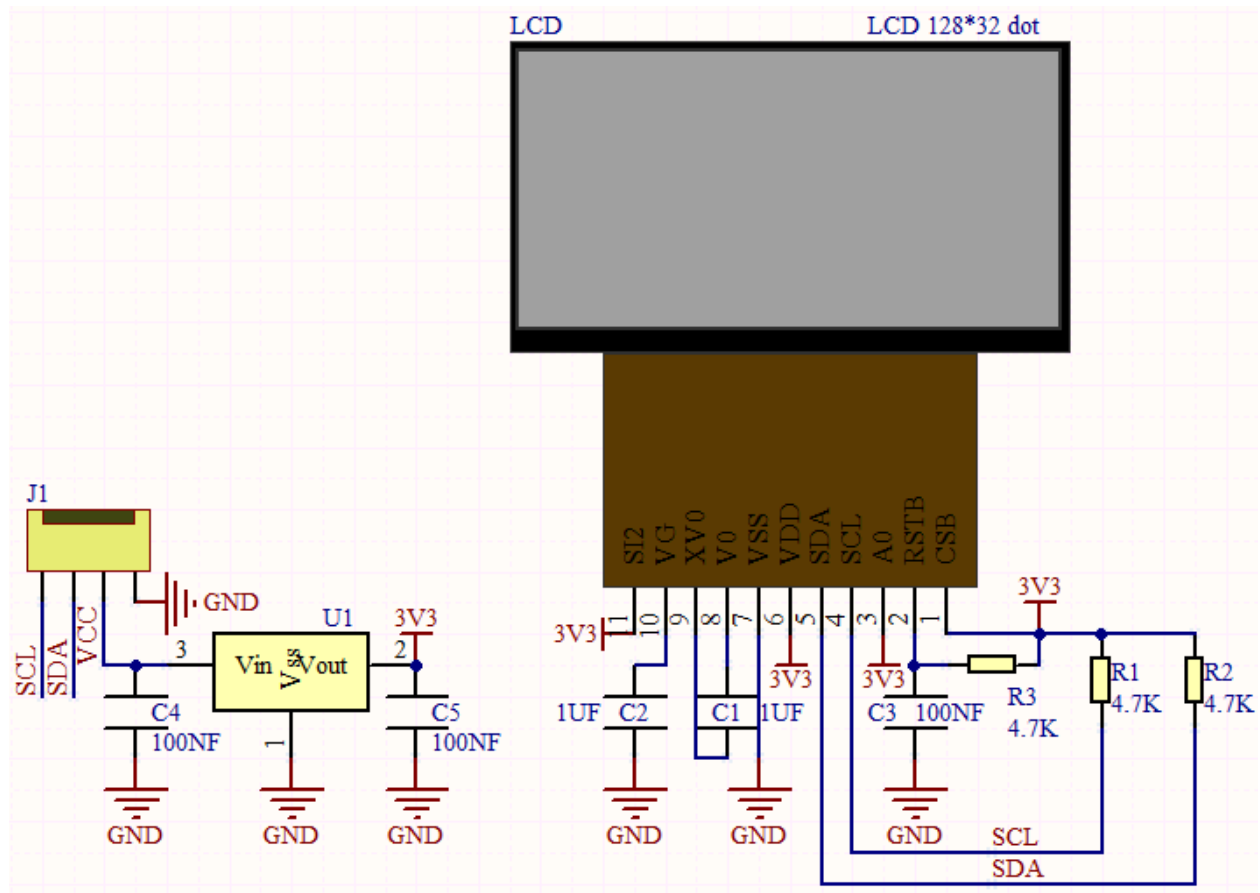 LCD
LCD 128*32 dot
SI2
VG
XV0
V0
VSS
VDD
SDA
SCL
A0
RSTB
CSB
11
10
9
8
7
6
5
4
3
2
1
J1
SCL
SDA
VCC
GND
U1
3
Vin
Vss
Vout
2
1
3V3
C4
100NF
C5
100NF
GND
GND
GND
3V3
3V3
3V3
3V3
1UF
C2
C1
1UF
C3
100NF
R3
4.7K
R1
4.7K
R2
4.7K
GND
GND
GND
SCL
SDA